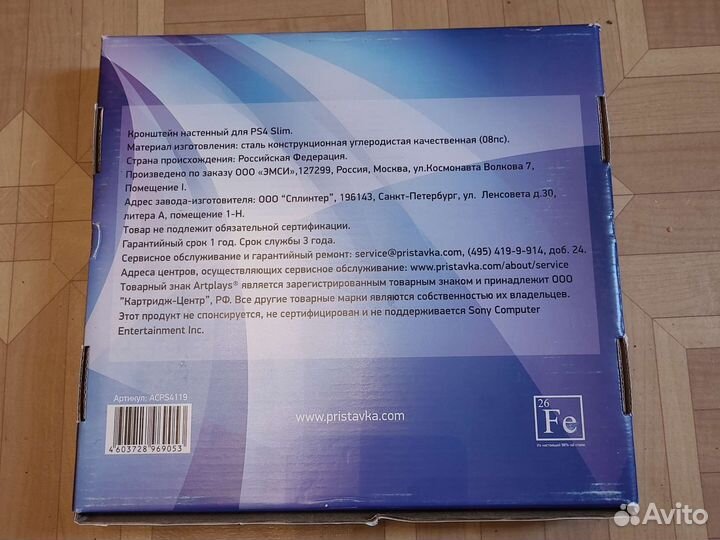 Кронштейн настенный для PS4 Slim.
Материал изготовления: сталь конструкционная углеродистая качественная (08пс).
Страна происхождения: Российская Федерация.
Произведено по заказу ООО «ЭМСИ»,127299, Россия, Москва, ул.Космонавта Волкова 7,
Помещение I.
Адрес завода-изготовителя: ООО "Сплинтер", 196143, Санкт-Петербург, ул. Ленсовета д.30,
литера А, помещение 1-Н.
Товар не подлежит обязательной сертификации.
Гарантийный срок 1 год. Срок службы 3 года.
Сервисное обслуживание и гарантийный ремонт: service@pristavka.com, (495) 419-9-914, доб. 24.
Адреса центров, осуществляющих сервисное обслуживание: www.pristavka.com/about/service
Товарный знак Artplays® является зарегистрированным товарным знаком и принадлежит ООО
"Картридж-Центр", РФ. Все другие товарные марки являются собственностью их владельцев.
Этот продукт не спонсируется, не сертифицирован и не поддерживается Sony Computer
Entertainment Inc.
Артикул: ACPS4119
4603728969053
www.pristavka.com
26
Fe
Из настоящей 98%-ой стали
Avito